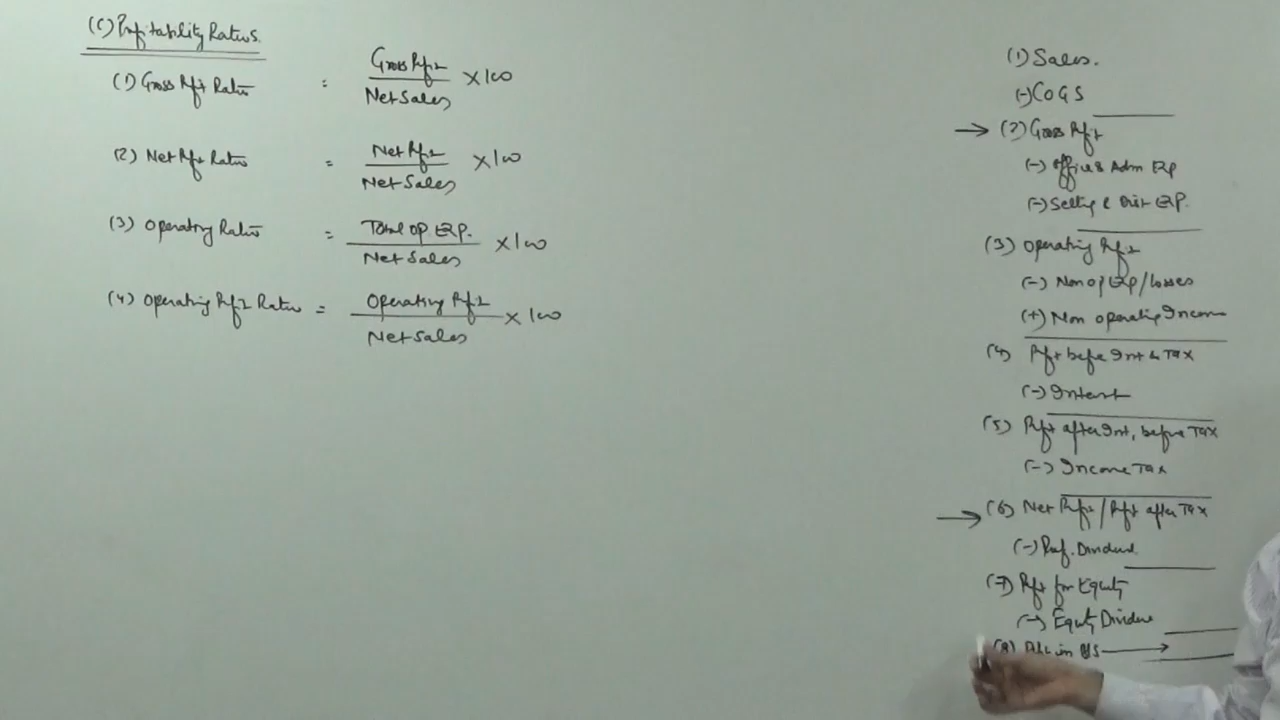 (C) Profitability Ratios.
(1) Gross Pft Ratio = Gross Pft / Net Sales × 100
(2) Net Pft Ratio = Net Pft / Net Sales × 100
(3) Operating Ratio = Total op Exp. / Net Sales × 100
(4) Operating Pft Ratio = Operating Pft / Net Sales × 100
(1) Sales.
(-) COGS
→ (2) Gross Pft
(-) Office & Adm Exp
(-) Selling & Dist Exp.
(3) Operating Pft
(-) Non op Exp/losses
(+) Non operating Income
(4) Pft before Int & Tax
(-) Interest
(5) Pft after Int, before Tax
(-) Income Tax
→ (6) Net Pft / Pft after Tax
(-) Pref. Dividend
(7) Pft for Equity
(-) Equity Dividend
(8) in →